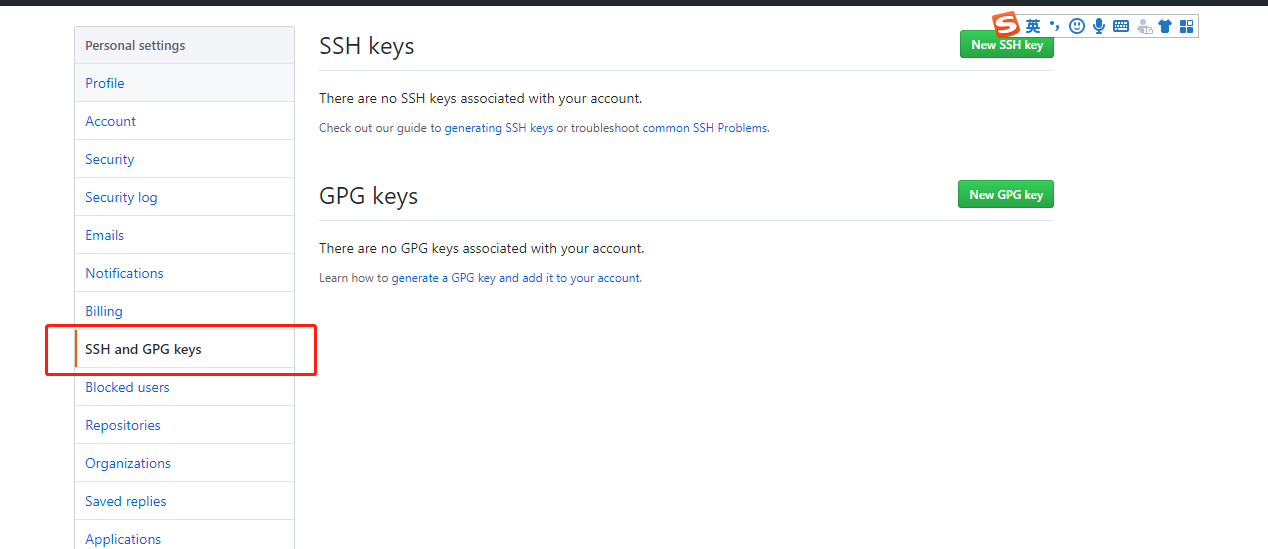 Personal settings
Profile
Account
Security
Security log
Emails
Notifications
Billing
SSH and GPG keys
Blocked users
Repositories
Organizations
Saved replies
Applications
SSH keys
New SSH key
There are no SSH keys associated with your account.
Check out our guide to generating SSH keys or troubleshoot common SSH Problems.
GPG keys
New GPG key
There are no GPG keys associated with your account.
Learn how to generate a GPG key and add it to your account.
S 英